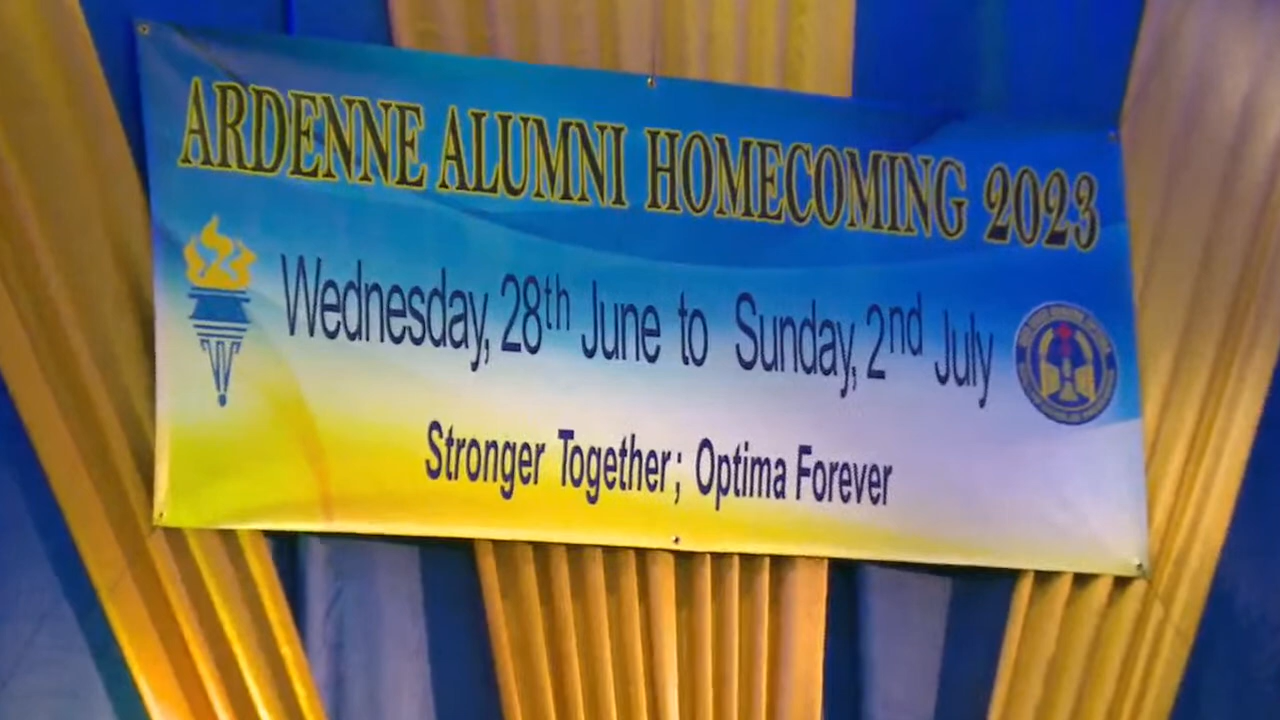 ARDENNE ALUMNI HOMECOMING 2023
Wednesday, 28th June to Sunday, 2nd July
Stronger Together; Optima Forever